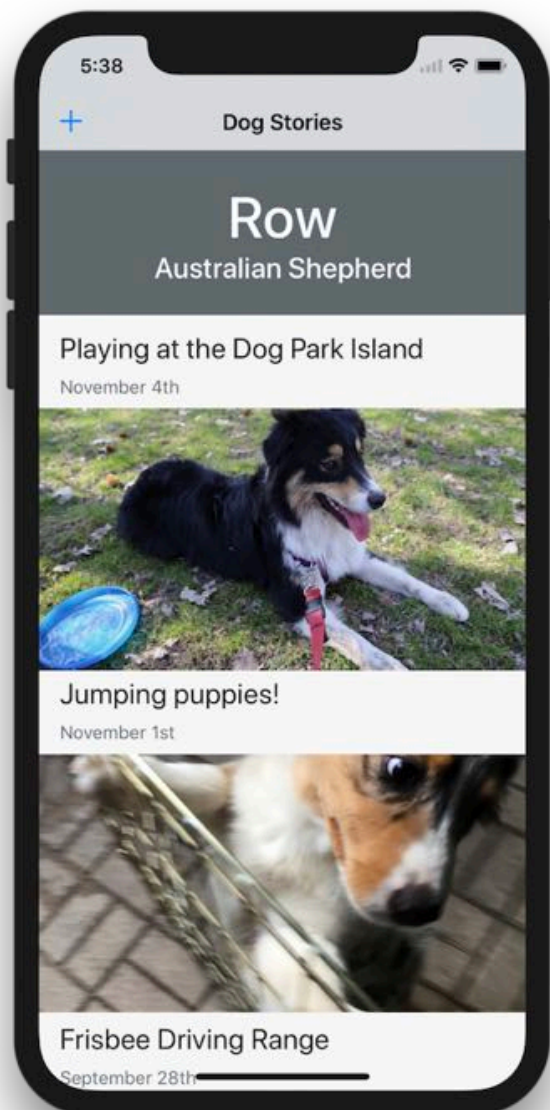 5:38
+
Dog Stories
Row
Australian Shepherd
Playing at the Dog Park Island
November 4th
Jumping puppies!
November 1st
Frisbee Driving Range
September 28th